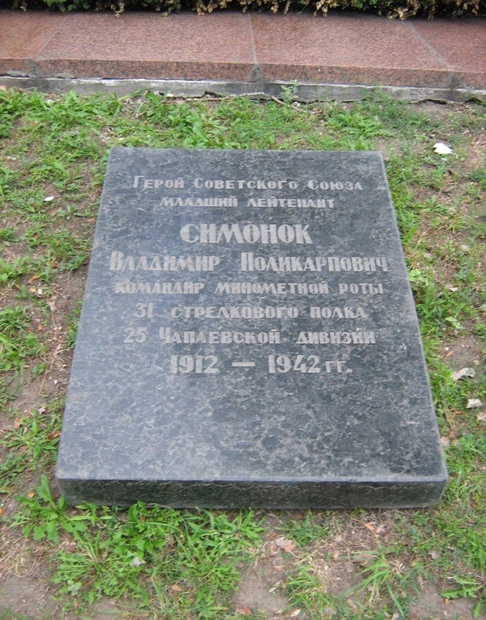 Герой Советского Союза
младший лейтенант
СИМОНОК
Владимир Поликарпович
командир минометной роты
31 стрелкового полка
25 Чапаевской дивизии
1912 — 1942 гг.